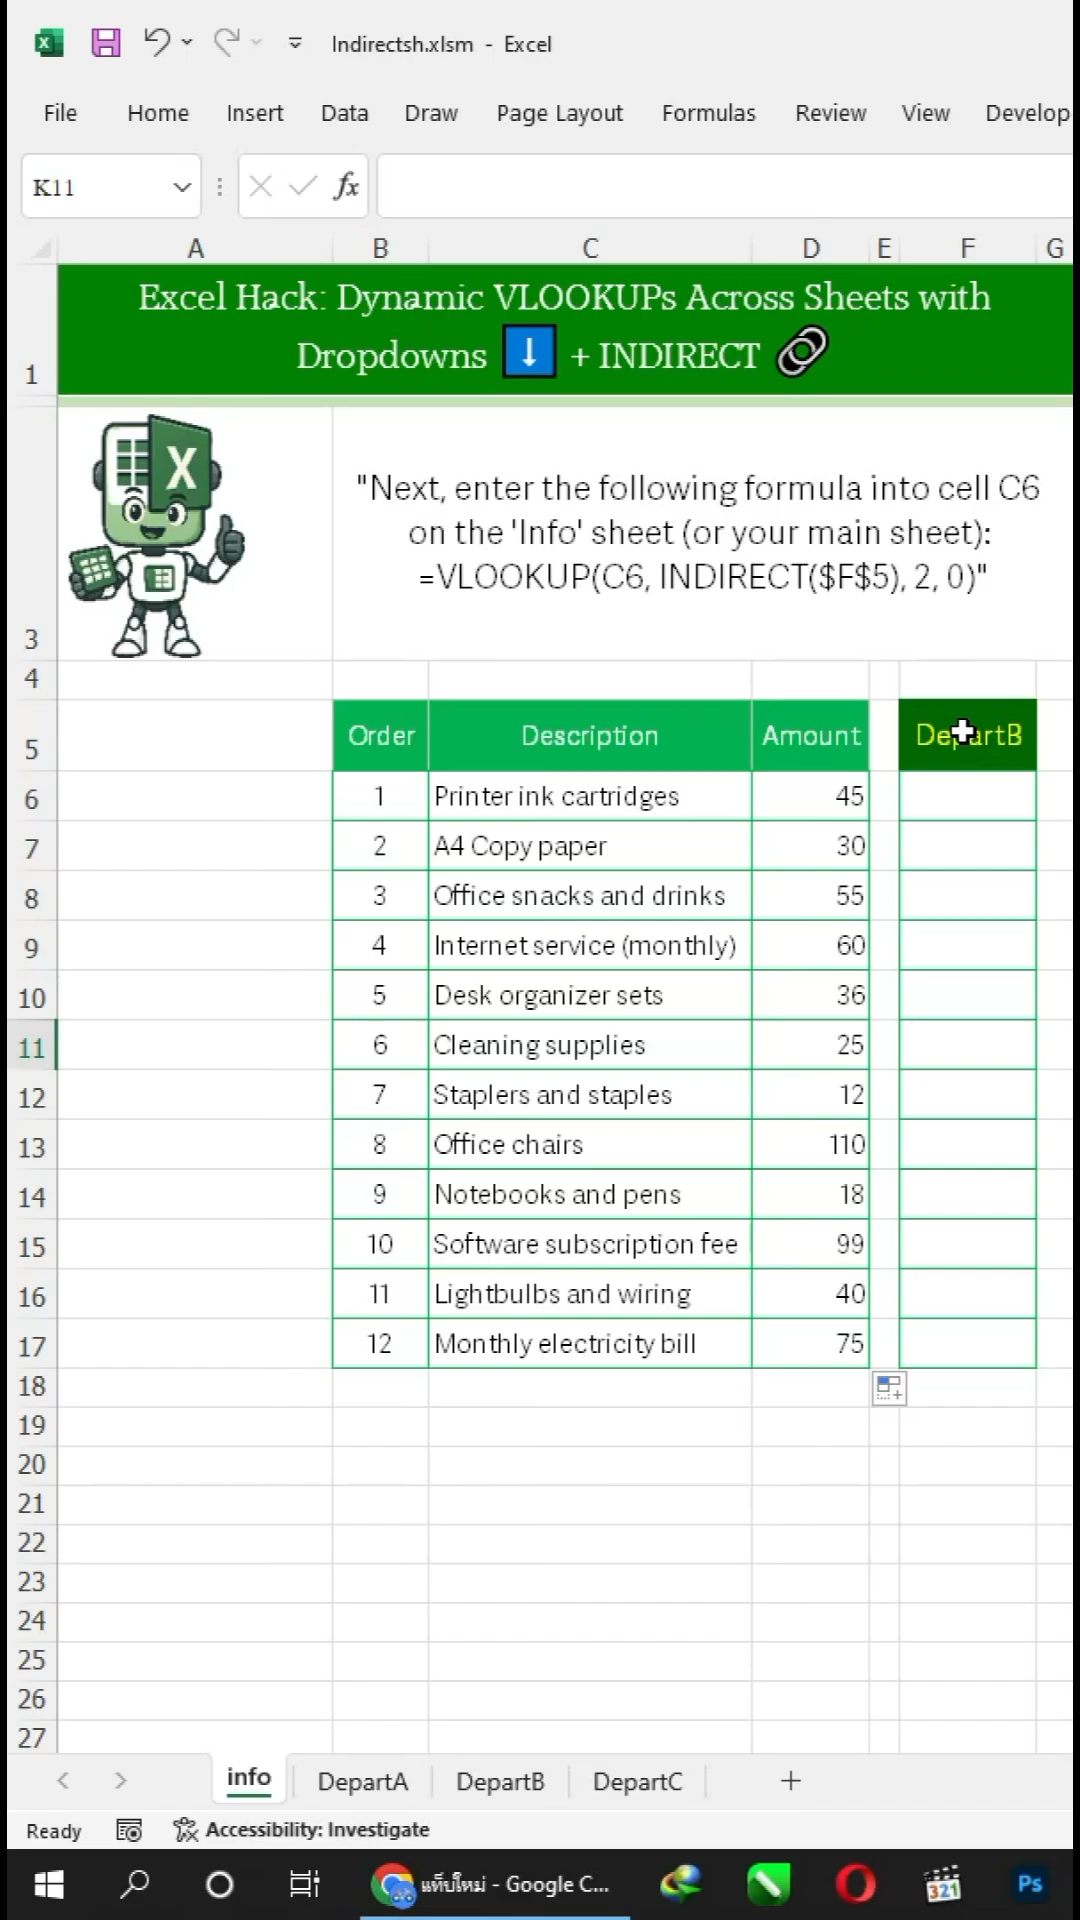 Indirectsh.xlsm - Excel
File Home Insert Data Draw Page Layout Formulas Review View Develop
K11 fx
A B C D E F G
1 Excel Hack: Dynamic VLOOKUPs Across Sheets with
Dropdowns ⬇ + INDIRECT 🔗
X
3 "Next, enter the following formula into cell C6
on the 'Info' sheet (or your main sheet):
=VLOOKUP(C6, INDIRECT($F$5), 2, 0)"
4
5 Order Description Amount DepartB
6 1 Printer ink cartridges 45
7 2 A4 Copy paper 30
8 3 Office snacks and drinks 55
9 4 Internet service (monthly) 60
10 5 Desk organizer sets 36
11 6 Cleaning supplies 25
12 7 Staplers and staples 12
13 8 Office chairs 110
14 9 Notebooks and pens 18
15 10 Software subscription fee 99
16 11 Lightbulbs and wiring 40
17 12 Monthly electricity bill 75
18
19
20
21
22
23
24
25
26
27
info DepartA DepartB DepartC +
Ready Accessibility: Investigate
แท็บใหม่ - Google C... 321 Ps